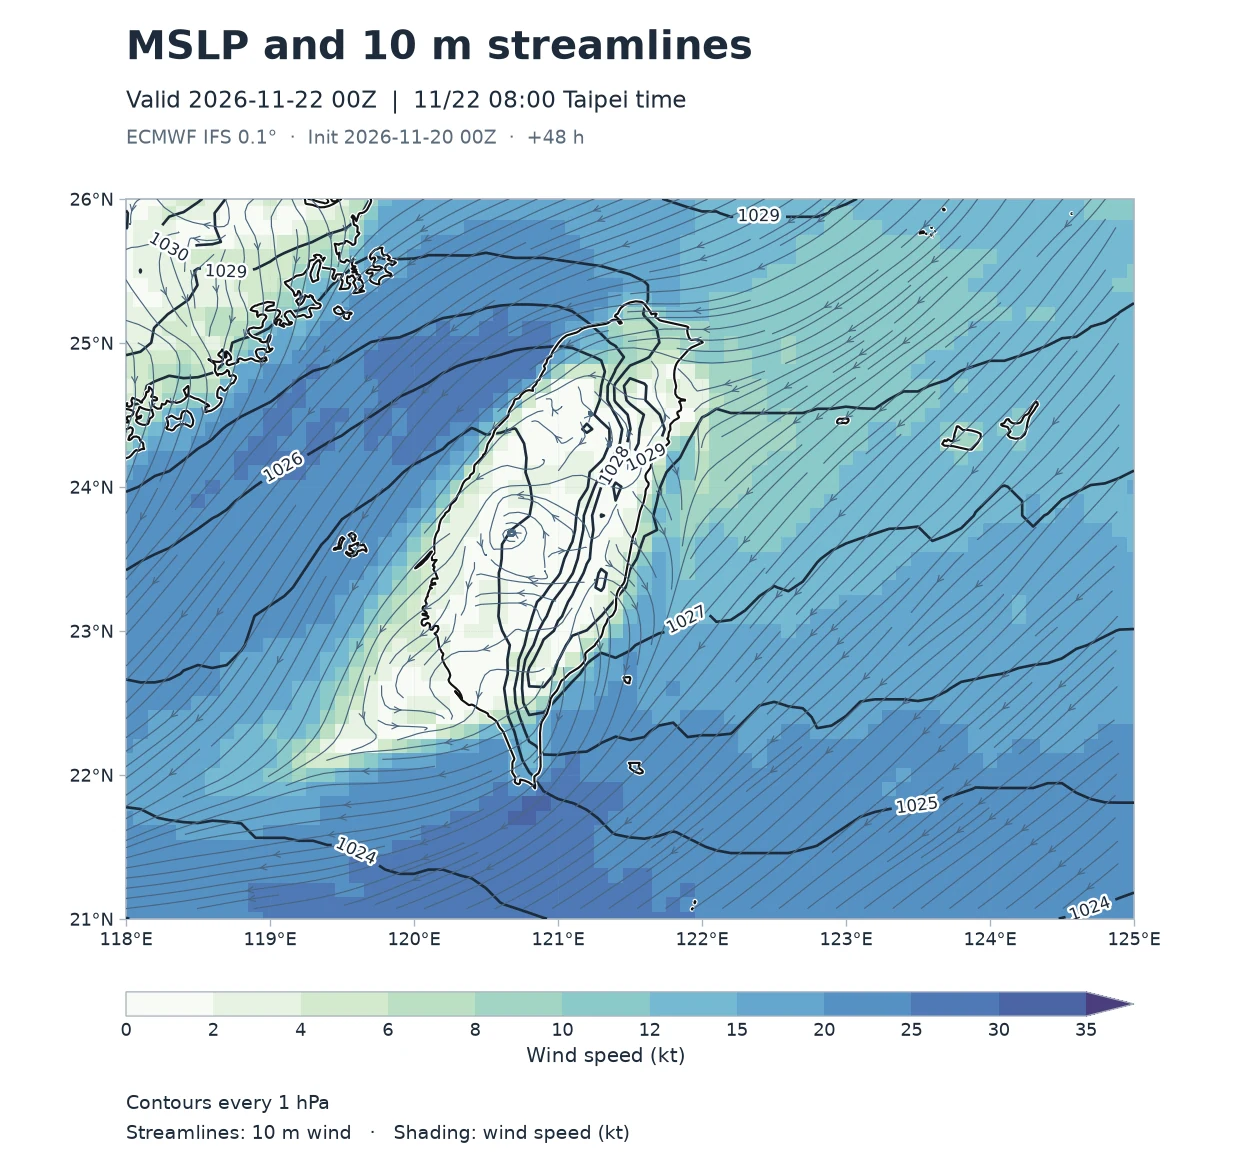 MSLP and 10 m streamlines
Valid 2026-11-22 00Z  |  11/22 08:00 Taipei time
ECMWF IFS 0.1°  ·  Init 2026-11-20 00Z  ·  +48 h
26°N
25°N
24°N
23°N
22°N
21°N
1029
1030
1029
1026
1028
1029
1027
1025
1024
1024
118°E 119°E 120°E 121°E 122°E 123°E 124°E 125°E
0 2 4 6 8 10 12 15 20 25 30 35
Wind speed (kt)
Contours every 1 hPa
Streamlines: 10 m wind  ·  Shading: wind speed (kt)